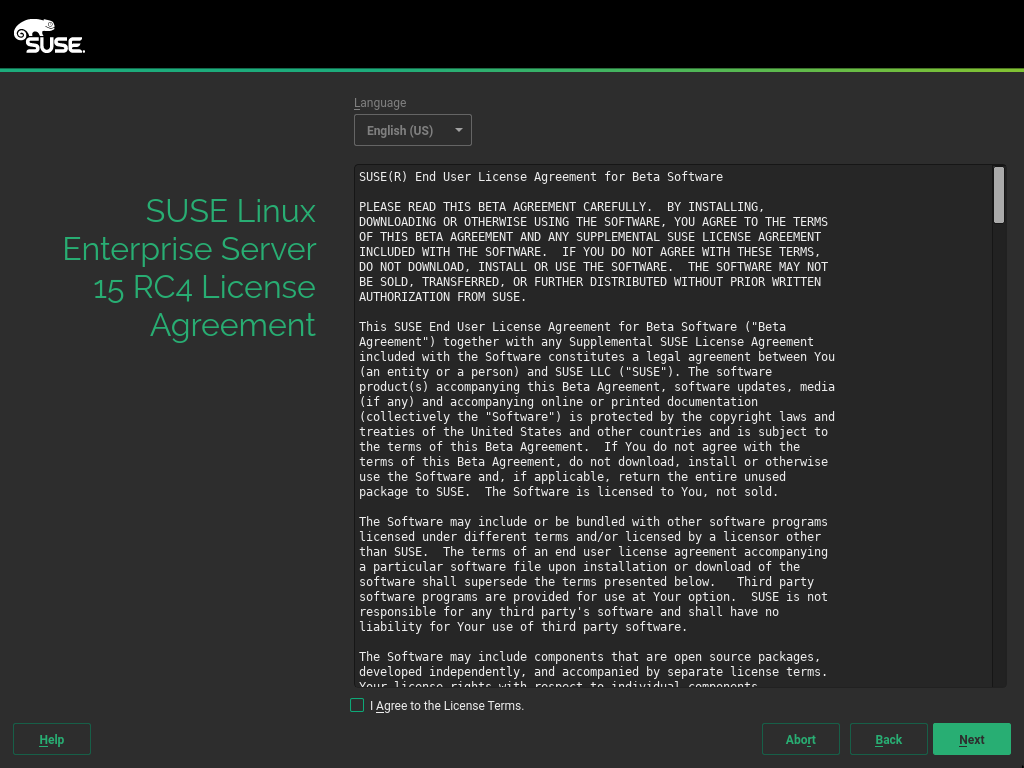 SUSE.
Language
English (US)
SUSE Linux
Enterprise Server
15 RC4 License
Agreement
SUSE(R) End User License Agreement for Beta Software
PLEASE READ THIS BETA AGREEMENT CAREFULLY.  BY INSTALLING,
DOWNLOADING OR OTHERWISE USING THE SOFTWARE, YOU AGREE TO THE TERMS
OF THIS BETA AGREEMENT AND ANY SUPPLEMENTAL SUSE LICENSE AGREEMENT
INCLUDED WITH THE SOFTWARE.  IF YOU DO NOT AGREE WITH THESE TERMS,
DO NOT DOWNLOAD, INSTALL OR USE THE SOFTWARE.  THE SOFTWARE MAY NOT
BE SOLD, TRANSFERRED, OR FURTHER DISTRIBUTED WITHOUT PRIOR WRITTEN
AUTHORIZATION FROM SUSE.
This SUSE End User License Agreement for Beta Software ("Beta
Agreement") together with any Supplemental SUSE License Agreement
included with the Software constitutes a legal agreement between You
(an entity or a person) and SUSE LLC ("SUSE"). The software
product(s) accompanying this Beta Agreement, software updates, media
(if any) and accompanying online or printed documentation
(collectively the "Software") is protected by the copyright laws and
treaties of the United States and other countries and is subject to
the terms of this Beta Agreement.  If You do not agree with the
terms of this Beta Agreement, do not download, install or otherwise
use the Software and, if applicable, return the entire unused
package to SUSE.  The Software is licensed to You, not sold.
The Software may include or be bundled with other software programs
licensed under different terms and/or licensed by a licensor other
than SUSE.  The terms of an end user license agreement accompanying
a particular software file upon installation or download of the
software shall supersede the terms presented below.   Third party
software programs are provided for use at Your option.  SUSE is not
responsible for any third party's software and shall have no
liability for Your use of third party software.
The Software may include components that are open source packages,
developed independently, and accompanied by separate license terms.
Your license rights with respect to individual components
I Agree to the License Terms.
Help
Abort
Back
Next